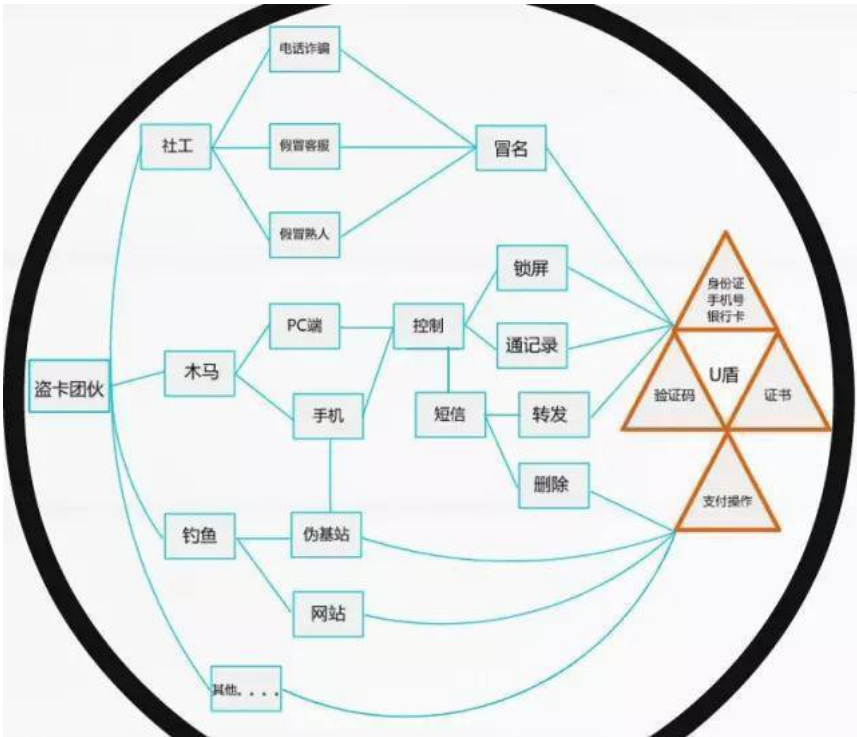 电话诈骗
社工
假冒客服
冒名
假冒熟人
锁屏
身份证
手机号
银行卡
PC端
控制
通记录
木马
U盾
盗卡团伙
验证码
证书
手机
短信
转发
删除
支付操作
钓鱼
伪基站
网站
其他。...